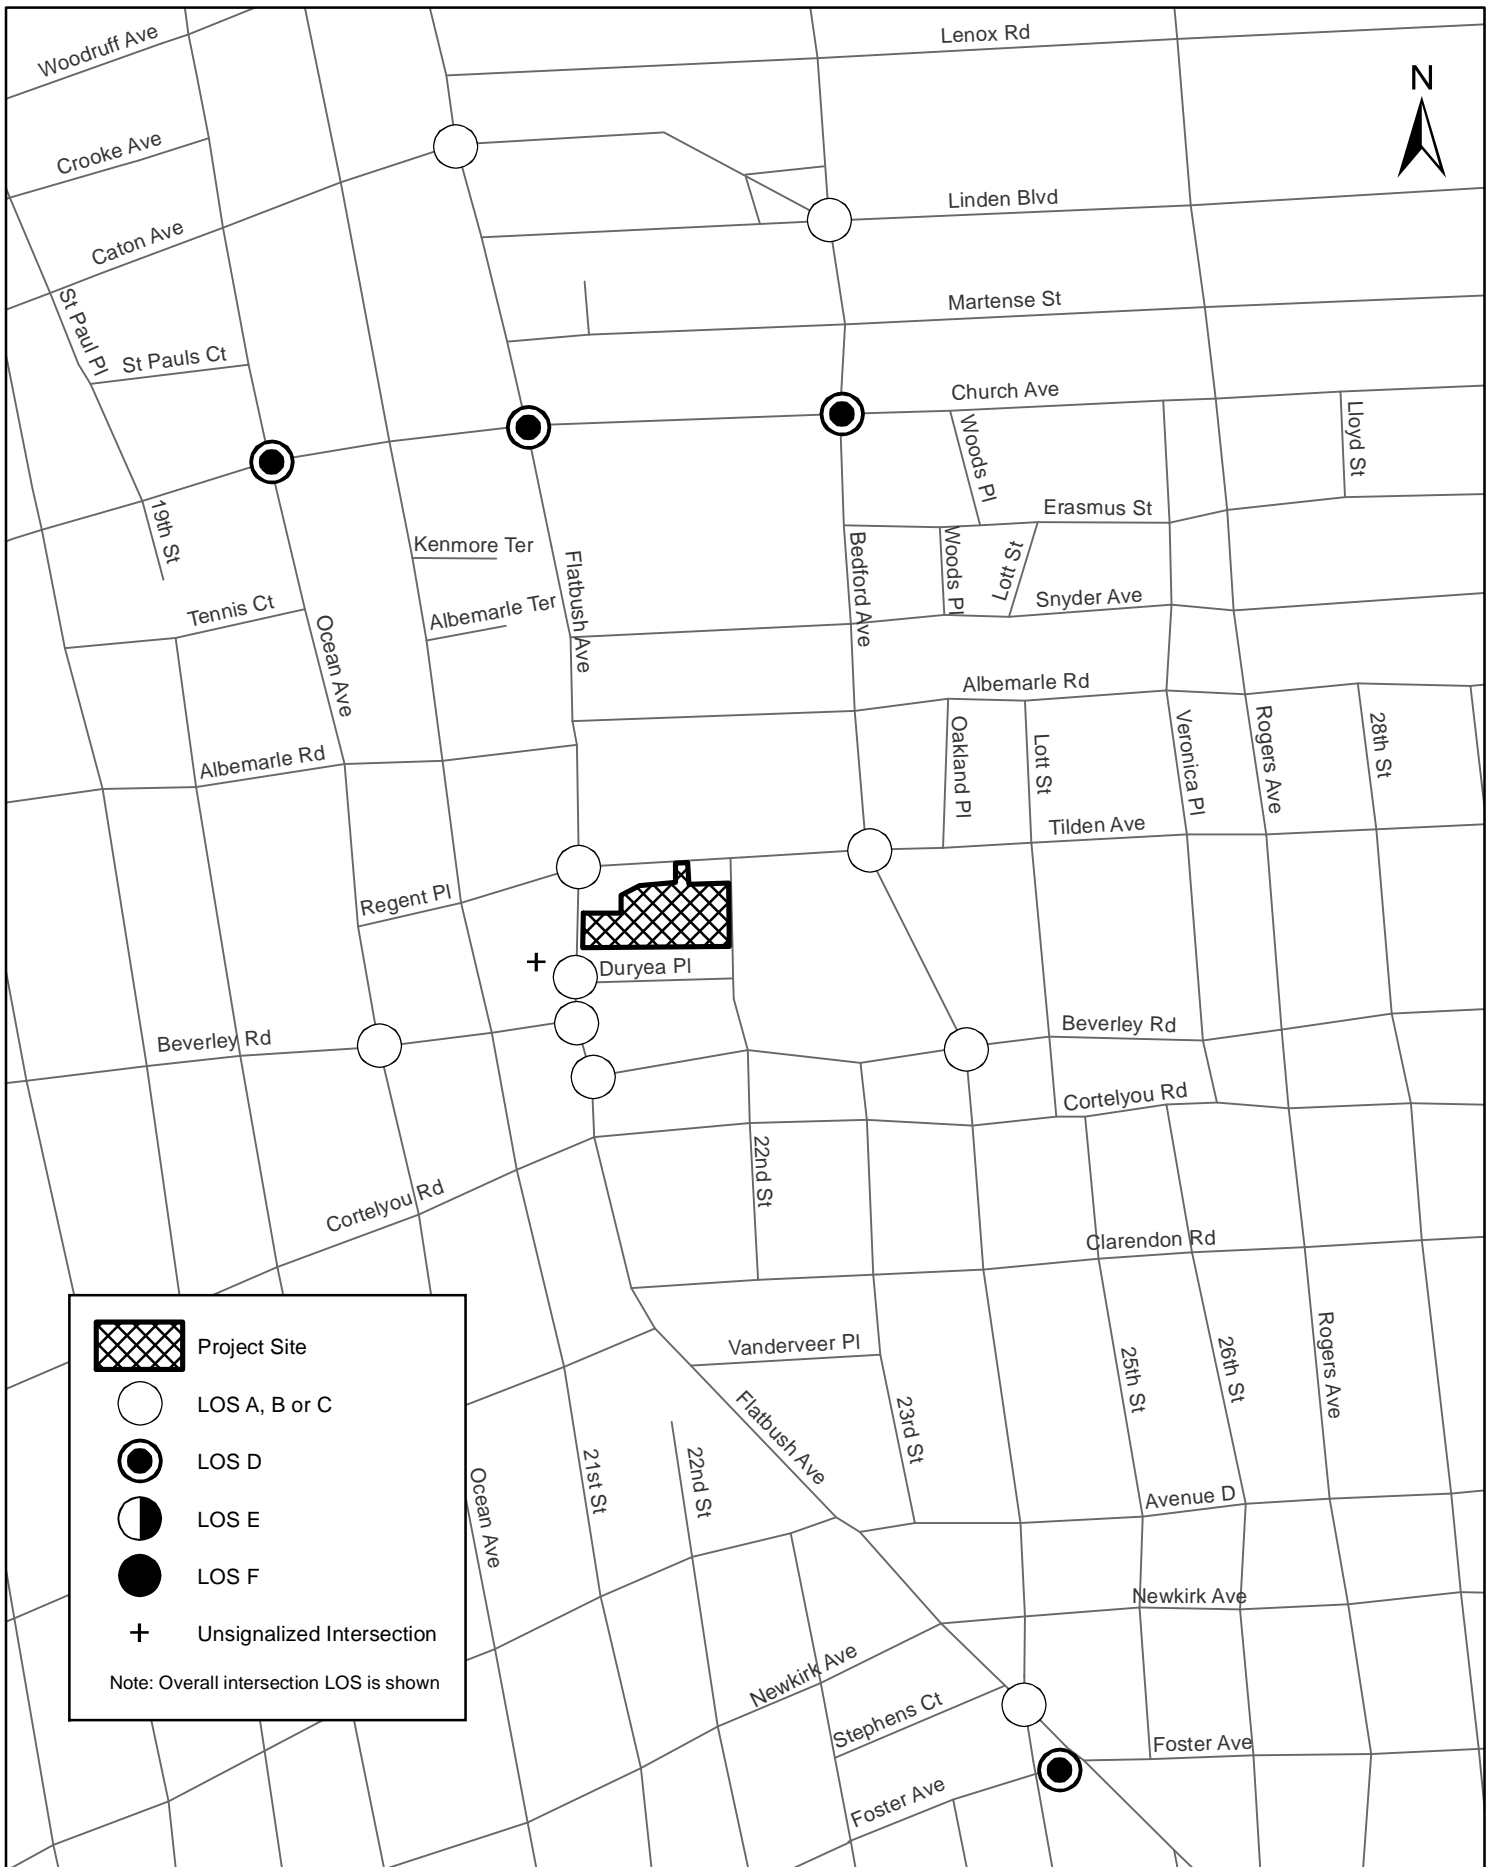 Lenox Rd
Woodruff Ave
N
Crooke Ave
Linden Blvd
Caton Ave
Martense St
St Paul Pl
St Pauls Ct
Church Ave
Lloyd St
Woods Pl
19th St
Erasmus St
Kenmore Ter
Flatbush Ave
Bedford Ave
Woods Pl
Lott St
Snyder Ave
Tennis Ct
Albemarle Ter
Ocean Ave
Albemarle Rd
Oakland Pl
Lott St
Veronica Pl
Rogers Ave
28th St
Albemarle Rd
Tilden Ave
Regent Pl
+
Duryea Pl
Beverley Rd
Beverley Rd
Cortelyou Rd
22nd St
Cortelyou Rd
Clarendon Rd
Project Site
Vanderveer Pl
25th St
26th St
Rogers Ave
LOS A, B or C
Flatbush Ave
23rd St
LOS D
Ocean Ave
21st St
22nd St
Avenue D
LOS E
LOS F
Newkirk Ave
+ Unsignalized Intersection
Note: Overall intersection LOS is shown
Newkirk Ave
Stephens Ct
Foster Ave
Foster Ave